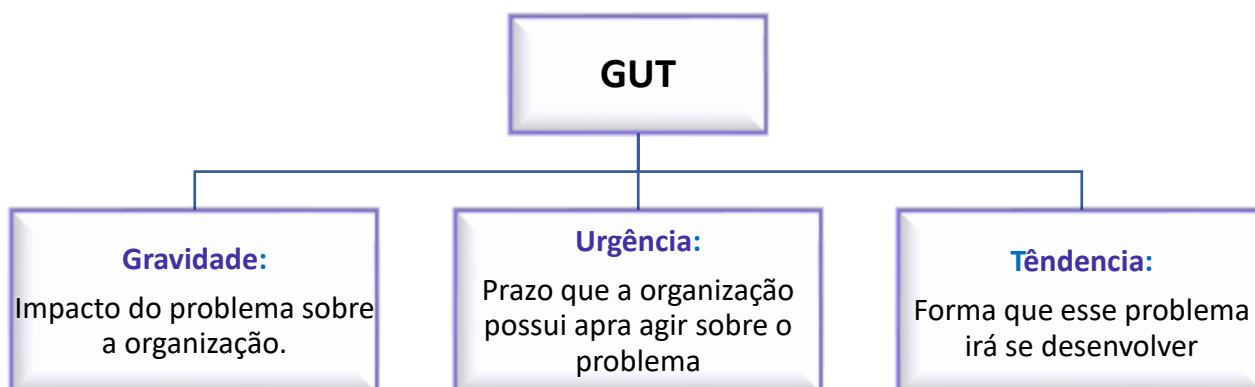 GUT
Gravidade:
Impacto do problema sobre
a organização.
Urgência:
Prazo que a organização
possui apra agir sobre o
problema
Têndencia:
Forma que esse problema
irá se desenvolver